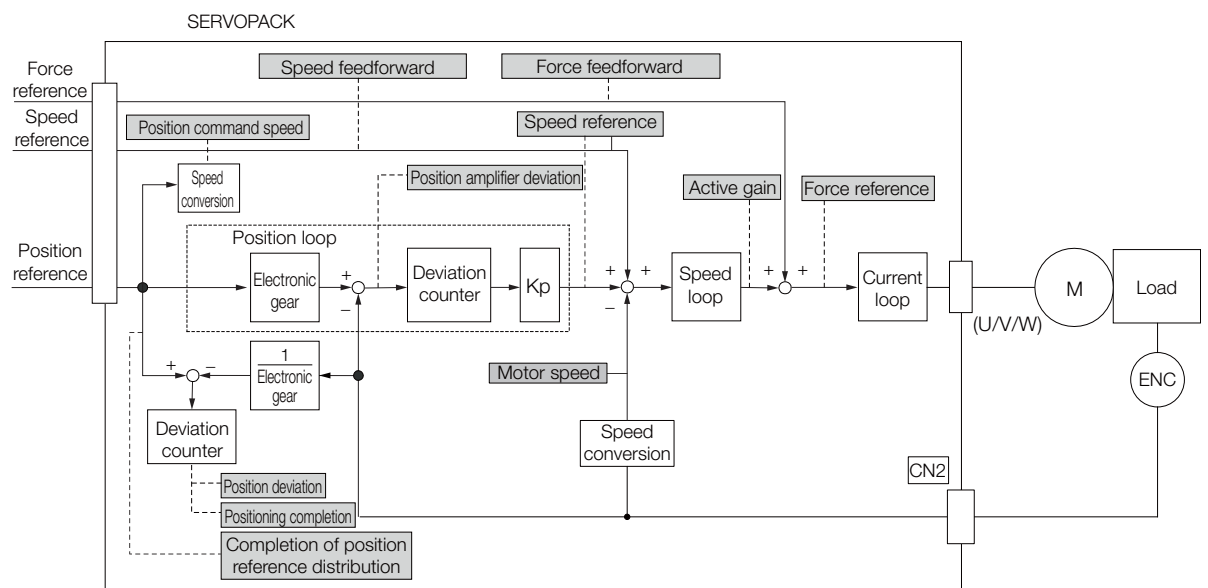 SERVOPACK
Force
reference
Speed
reference
Position
reference
Speed feedforward
Force feedforward
Position command speed
Speed reference
Speed
conversion
Position amplifier deviation
Active gain
Force reference
Position loop
Electronic
gear
+
−
Deviation
counter
Kp
+
+
−
+
Speed
loop
+
+
Current
loop
(U/V/W)
M
Load
ENC
+
−
1
Electronic
gear
Motor speed
Deviation
counter
Speed
conversion
CN2
Position deviation
Positioning completion
Completion of position
reference distribution